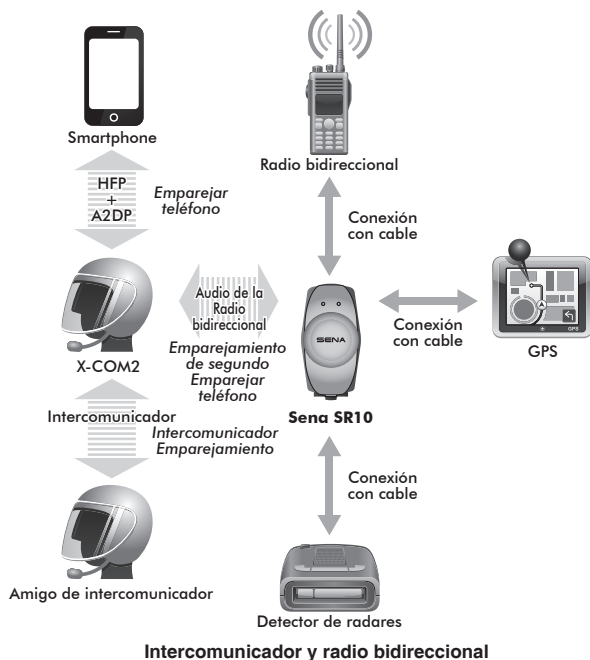 Smartphone
Radio bidireccional
HFP
+
A2DP
Emparejar
teléfono
Conexión
con cable
X-COM2
Audio de la
Radio
bidireccional
Emparejamiento
de segundo
Emparejar
teléfono
SENA
Sena SR10
Conexión
con cable
GPS
GPS
Intercomunicador
Intercomunicador
Emparejamiento
Conexión
con cable
Amigo de intercomunicador
Detector de radares
Intercomunicador y radio bidireccional